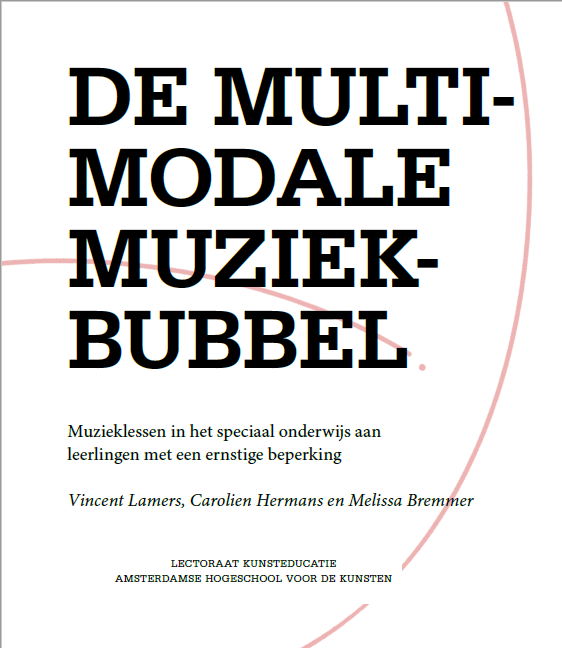 DE MULTI-
MODALE
MUZIEK-
BUBBEL
Muzieklessen in het speciaal onderwijs aan
leerlingen met een ernstige beperking
Vincent Lamers, Carolien Hermans en Melissa Bremmer
LECTORAAT KUNSTEDUCATIE
AMSTERDAMSE HOGESCHOOL VOOR DE KUNSTEN